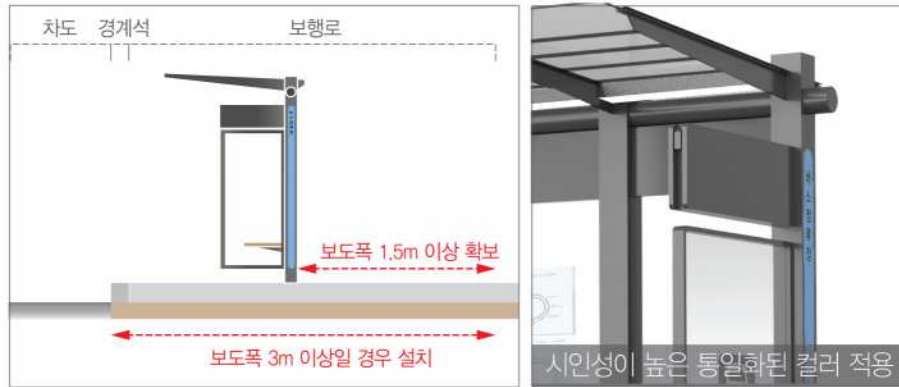 차도 경계석 보행로
보도폭 1.5m 이상 확보
보도폭 3m 이상일 경우 설치
시인성이 높은 통일화된 컬러 적용